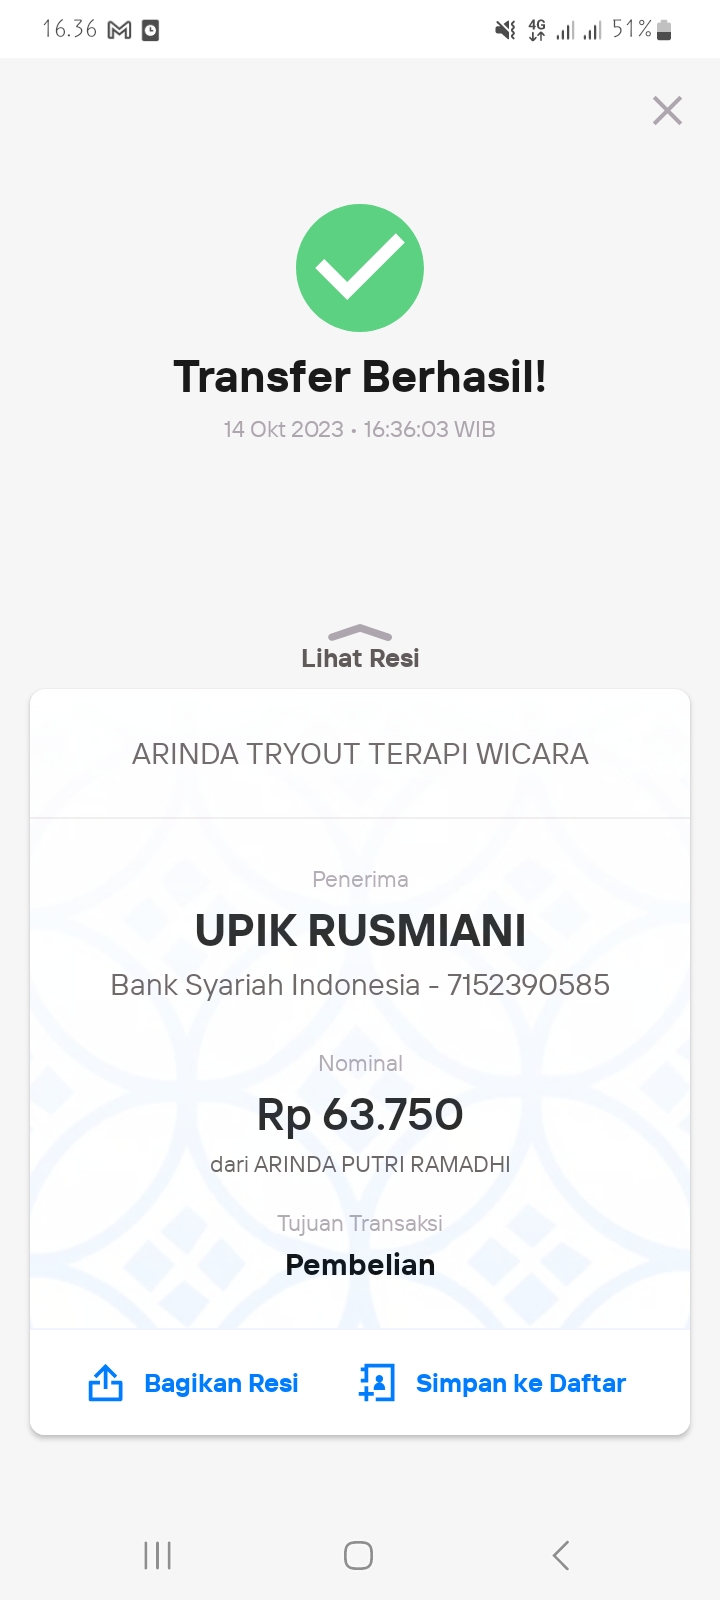 16.36
4G
51%
Transfer Berhasil!
14 Okt 2023 • 16:36:03 WIB
Lihat Resi
ARINDA TRYOUT TERAPI WICARA
Penerima
UPIK RUSMIANI
Bank Syariah Indonesia - 7152390585
Nominal
Rp 63.750
dari ARINDA PUTRI RAMADHI
Tujuan Transaksi
Pembelian
Bagikan Resi
Simpan ke Daftar